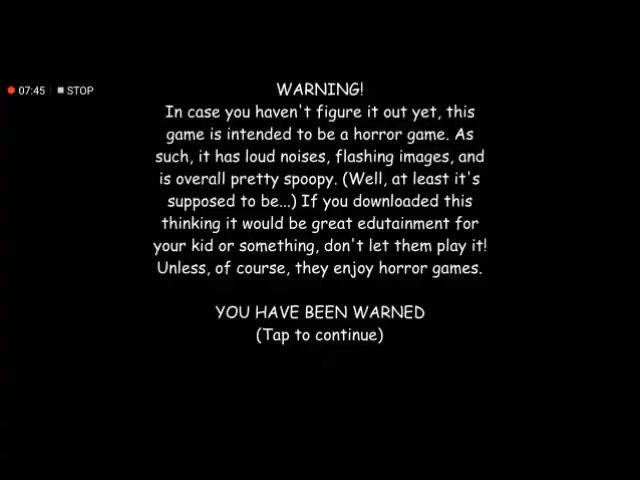 WARNING!
07:45 STOP
In case you haven't figure it out yet, this
game is intended to be a horror game. As
such, it has loud noises, flashing images, and
is overall pretty spoopy. (Well, at least it's
supposed to be...) If you downloaded this
thinking it would be great edutainment for
your kid or something, don't let them play it!
Unless, of course, they enjoy horror games.
YOU HAVE BEEN WARNED
(Tap to continue)